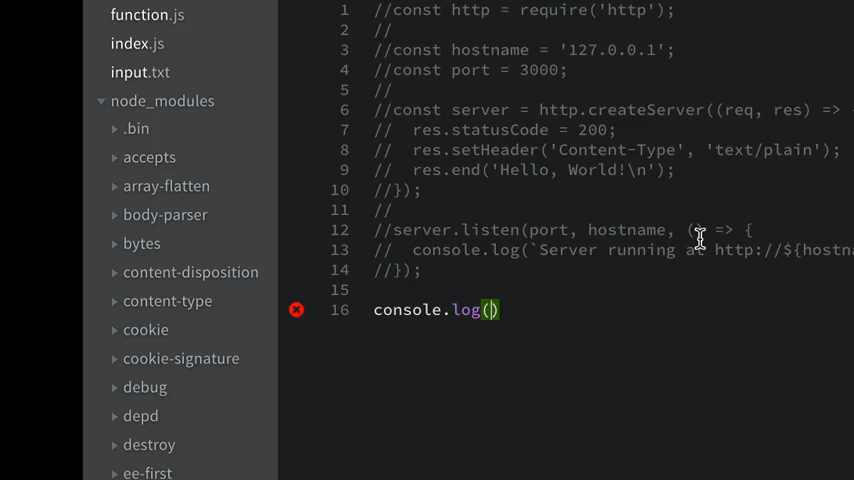 function.js
index.js
input.txt
node_modules
.bin
accepts
array-flatten
body-parser
bytes
content-disposition
content-type
cookie
cookie-signature
debug
depd
destroy
ee-first
1 //const http = require('http');
2 //
3 //const hostname = '127.0.0.1';
4 //const port = 3000;
5 //
6 //const server = http.createServer((req, res) =>
7 //  res.statusCode = 200;
8 //  res.setHeader('Content-Type', 'text/plain');
9 //  res.end('Hello, World!\n');
10 //});
11 //
12 //server.listen(port, hostname, () => {
13 //  console.log(`Server running at http://${hostna
14 //});
15
16 console.log()